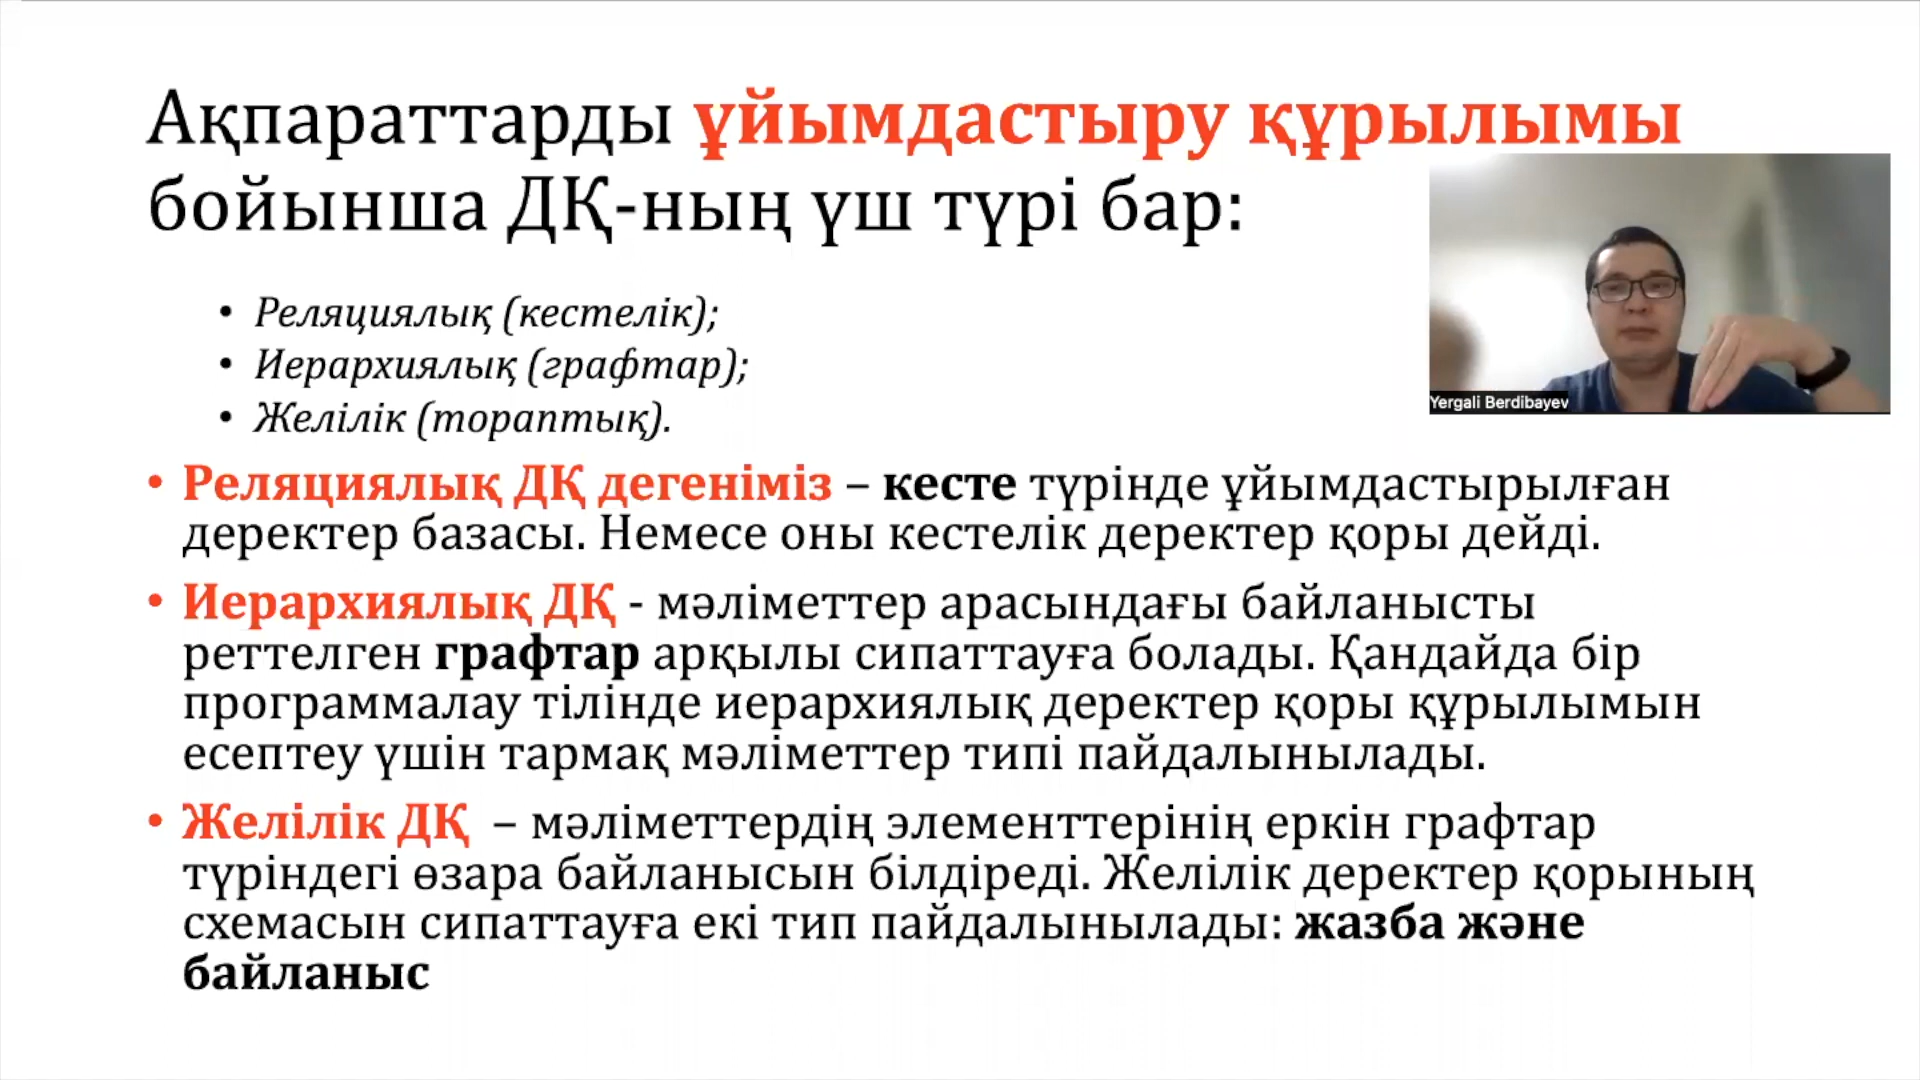 Ақпараттарды ұйымдастыру құрылымы
бойынша ДҚ-ның үш түрі бар:
• Реляциялық (кестелік);
• Иерархиялық (графтар);
• Желілік (тораптық).
Yergali Berdibayev
• Реляциялық ДҚ дегеніміз – кесте түрінде ұйымдастырылған
деректер базасы. Немесе оны кестелік деректер қоры дейді.
• Иерархиялық ДҚ - мәліметтер арасындағы байланысты
реттелген графтар арқылы сипаттауға болады. Қандайда бір
программалау тілінде иерархиялық деректер қоры құрылымын
есептеу үшін тармақ мәліметтер типі пайдалынылады.
• Желілік ДҚ – мәліметтердің элементтерінің еркін графтар
түріндегі өзара байланысын білдіреді. Желілік деректер қорының
схемасын сипаттауға екі тип пайдалынылады: жазба және
байланыс